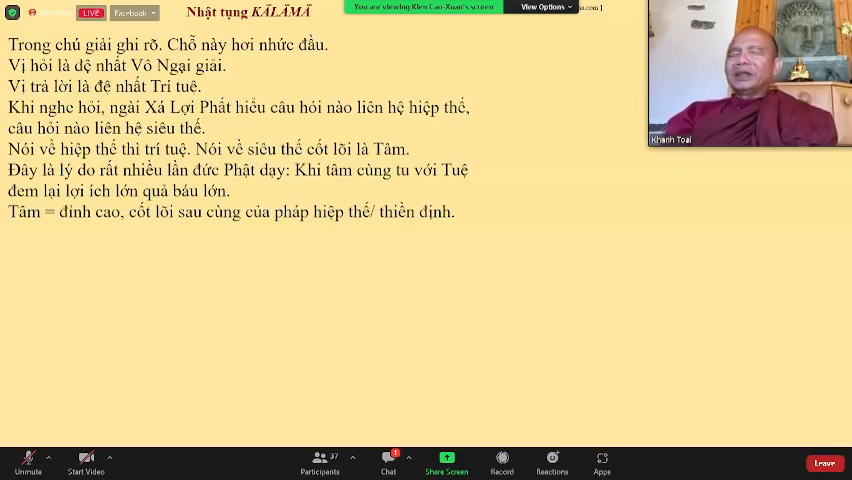 Recording
LIVE
Facebook
Nhật tụng KĀLĀMĀ
You are viewing Kien Cao-Xuan's screen
View Options
ma.com ]
Trong chú giải ghi rõ. Chỗ này hơi nhức đầu.
Vị hỏi là đệ nhất Vô Ngại giải.
Vị trả lời là đệ nhất Trí tuệ.
Khi nghe hỏi, ngài Xá Lợi Phất hiểu câu hỏi nào liên hệ hiệp thế,
câu hỏi nào liên hệ siêu thế.
Nói về hiệp thế thì trí tuệ. Nói về siêu thế cốt lõi là Tâm.
Đây là lý do rất nhiều lần đức Phật dạy: Khi tâm cùng tu với Tuệ
đem lại lợi ích lớn quả báu lớn.
Tâm = đỉnh cao, cốt lõi sau cùng của pháp hiệp thế/ thiền định.
Khanh Toai
Unmute
Start Video
37
Participants
1
Chat
Share Screen
Record
Reactions
Apps
Leave